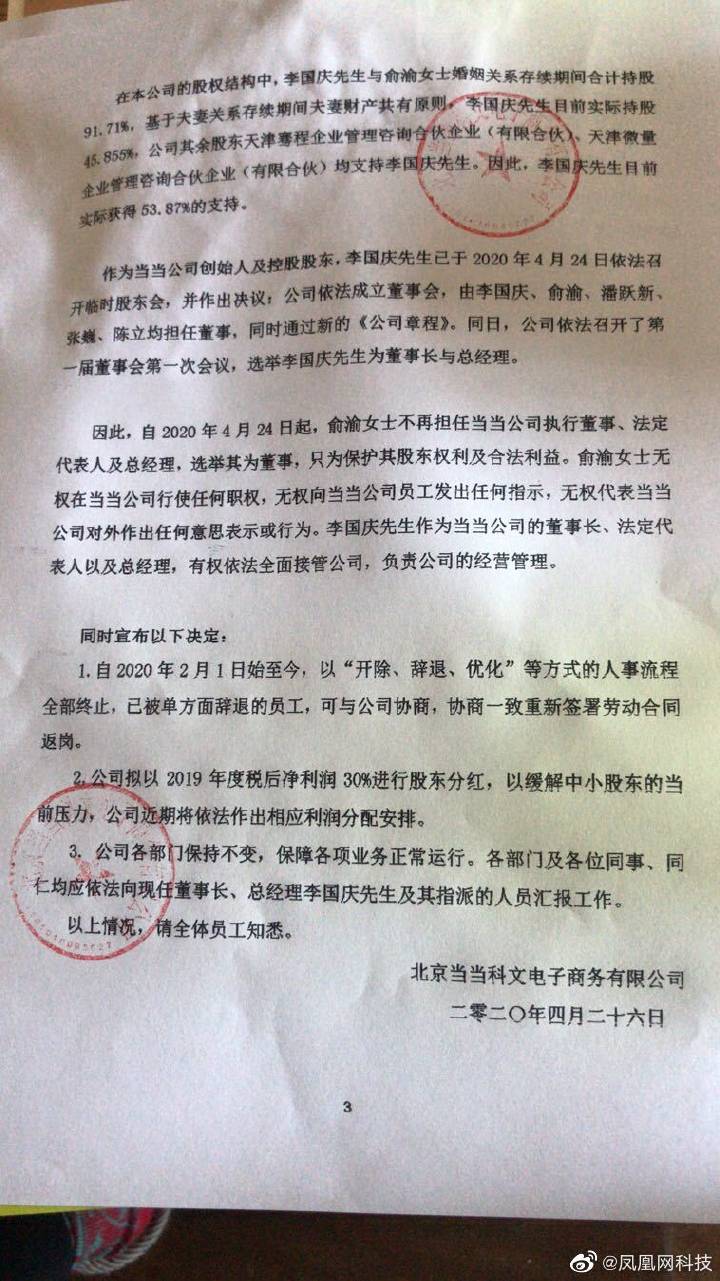 在本公司的股权结构中，李国庆先生与俞渝女士婚姻关系存续期间合计持股
91.71%，基于夫妻关系存续期间夫妻财产共有原则，李国庆先生目前实际持股
45.855%，公司其余股东天津骞程企业管理咨询合伙企业（有限合伙）、天津微量
企业管理咨询合伙企业（有限合伙）均支持李国庆先生。因此，李国庆先生目前
实际获得53.87%的支持。
作为当当公司创始人及控股股东，李国庆先生已于2020年4月24日依法召
开临时股东会，并作出决议：公司依法成立董事会，由李国庆、俞渝、潘跃新、
张巍、陈立均担任董事，同时通过新的《公司章程》。同日，公司依法召开了第
一届董事会第一次会议，选举李国庆先生为董事长与总经理。
因此，自2020年4月24日起，俞渝女士不再担任当当公司执行董事、法定
代表人及总经理，选举其为董事，只为保护其股东权利及合法利益。俞渝女士无
权在当当公司行使任何职权，无权向当当公司员工发出任何指示，无权代表当当
公司对外作出任何意思表示或行为。李国庆先生作为当当公司的董事长、法定代
表人以及总经理，有权依法全面接管公司，负责公司的经营管理。
同时宣布以下决定：
1.自2020年2月1日始至今，以“开除、辞退、优化”等方式的人事流程
全部终止，已被单方面辞退的员工，可与公司协商，协商一致重新签署劳动合同
返岗。
2.公司拟以2019年度税后净利润30%进行股东分红，以缓解中小股东的当
前压力，公司近期将依法作出相应利润分配安排。
3. 公司各部门保持不变，保障各项业务正常运行。各部门及各位同事、同
仁均应依法向现任董事长、总经理李国庆先生及其指派的人员汇报工作。
以上情况，请全体员工知悉。
北京当当科文电子商务有限公司
二零二〇年四月二十六日
3
@凤凰网科技